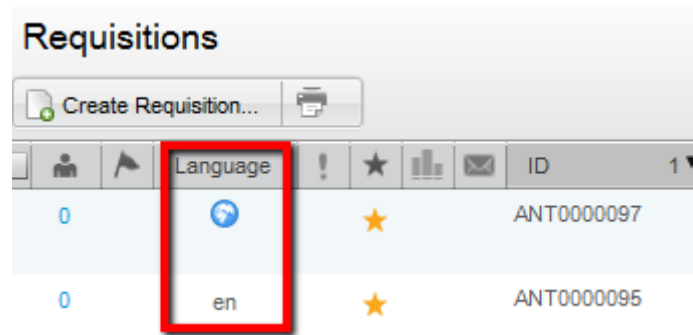 Requisitions
Create Requisition...
Language ! ID 1
0 ANT0000097
0 en ANT0000095